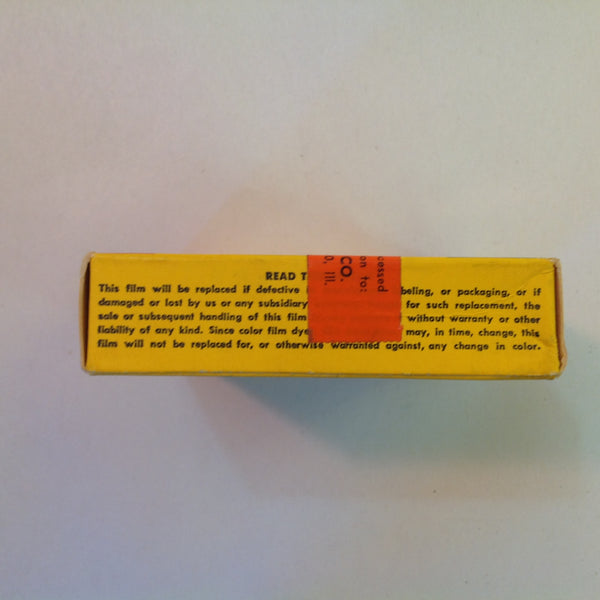 READ T
This film will be replaced if defective beling, or packaging, or if
damaged or lost by us or any subsidiary for such replacement, the
sale or subsequent handling of this film without warranty or other
liability of any kind. Since color film dye may, in time, change, this
film will not be replaced for, or otherwise warranted against, any change in color.
cessed
on to:
CO.
O, Ill.